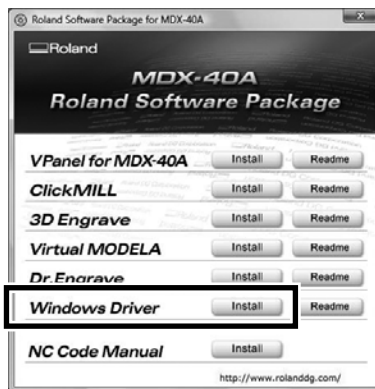 Roland Software Package for MDX-40A
Roland
MDX-40A
Roland Software Package
VPanel for MDX-40A Install Readme
ClickMILL Install Readme
3D Engrave Install Readme
Virtual MODELA Install Readme
Dr.Engrave Install Readme
Windows Driver Install Readme
NC Code Manual Install
http://www.rolanddg.com/